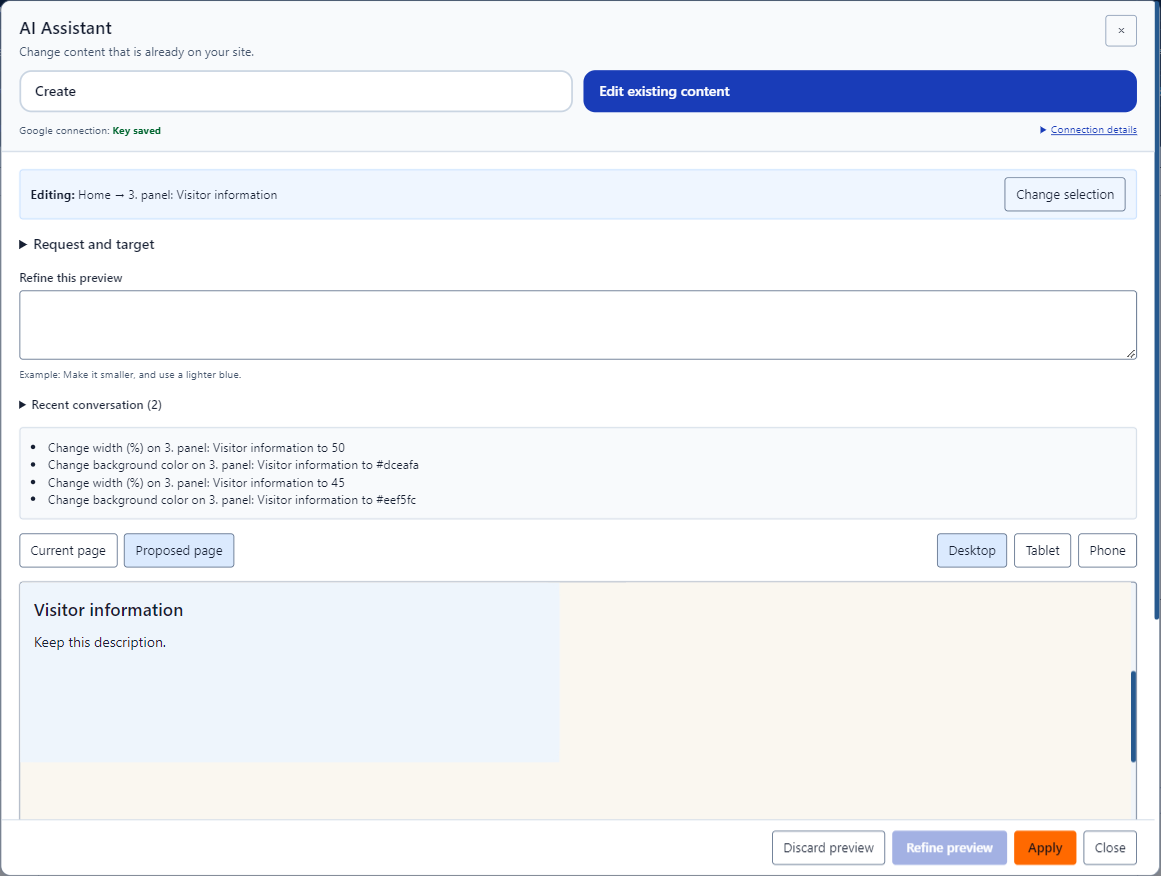 AI Assistant
×
Change content that is already on your site.
Create
Edit existing content
Google connection: Key saved
Connection details
Editing: Home → 3. panel: Visitor information
Change selection
Request and target
Refine this preview
Example: Make it smaller, and use a lighter blue.
Recent conversation (2)
Change width (%) on 3. panel: Visitor information to 50
Change background color on 3. panel: Visitor information to #dceafa
Change width (%) on 3. panel: Visitor information to 45
Change background color on 3. panel: Visitor information to #eef5fc
Current page
Proposed page
Desktop
Tablet
Phone
Visitor information
Keep this description.
Discard preview
Refine preview
Apply
Close